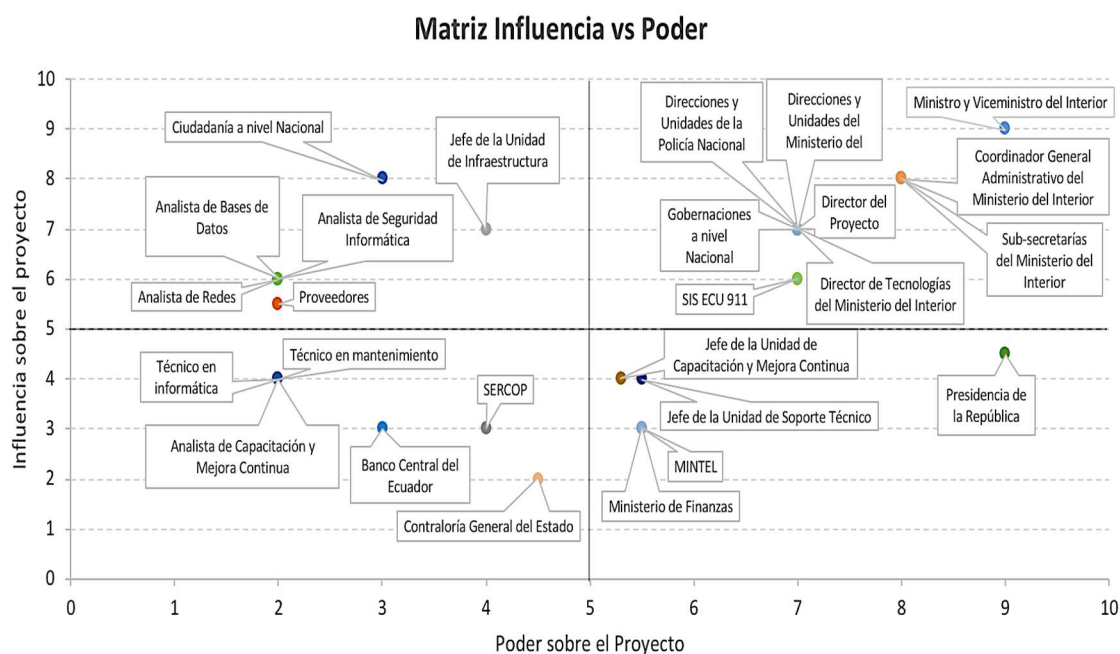 Matriz Influencia vs Poder
Influencia sobre el proyecto
10
9
8
7
6
5
4
3
2
1
0
Ciudadanía a nivel Nacional
Jefe de la Unidad
de Infraestructura
Analista de Bases de
Datos
Analista de Seguridad
Informática
Analista de Redes
Proveedores
Direcciones y
Unidades de la
Policía Nacional
Direcciones y
Unidades del
Ministerio del
Ministro y Viceministro del Interior
Coordinador General
Administrativo del
Ministerio del Interior
Gobernaciones
a nivel
Nacional
Director del
Proyecto
Sub-secretarías
del Ministerio del
Interior
SIS ECU 911
Director de Tecnologías
del Ministerio del Interior
Técnico en
informática
Técnico en mantenimiento
SERCOP
Analista de Capacitación y
Mejora Continua
Banco Central del
Ecuador
Contraloría General del Estado
Jefe de la Unidad de
Capacitación y Mejora Continua
Jefe de la Unidad de Soporte Técnico
Presidencia de
la República
MINTEL
Ministerio de Finanzas
0 1 2 3 4 5 6 7 8 9 10
Poder sobre el Proyecto